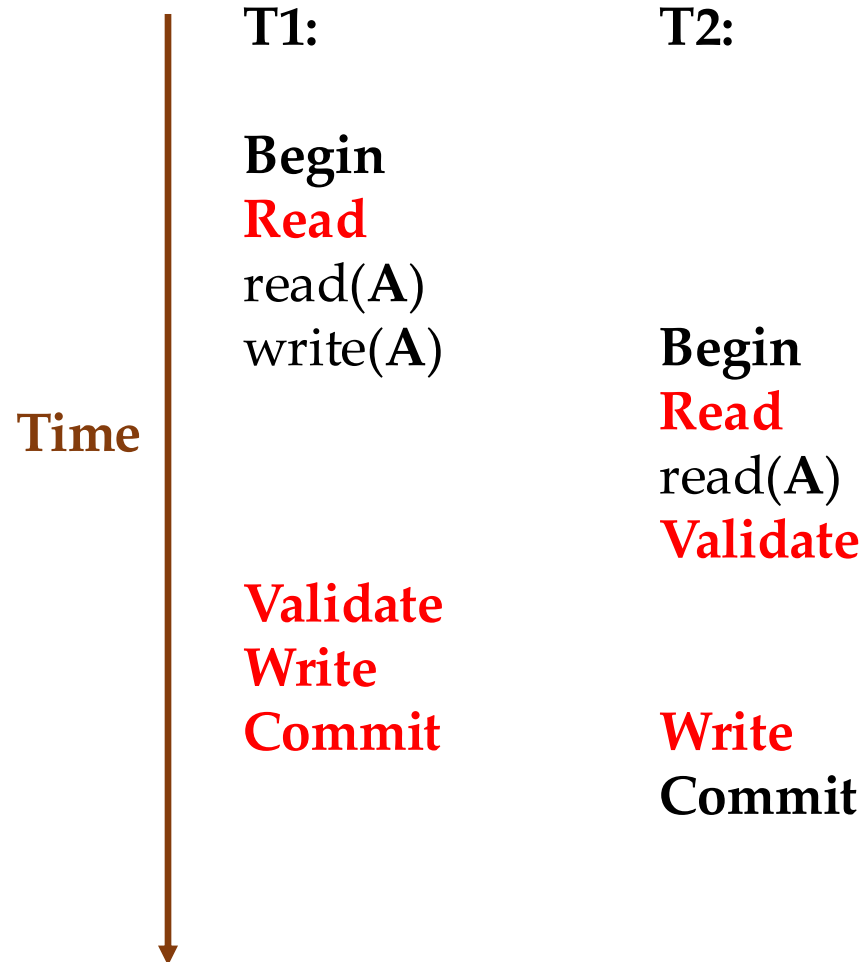 T1:
T2:
Begin
Read
read(A)
write(A)
Begin
Time
Read
read(A)
Validate
Validate
Write
Commit
Write
Commit